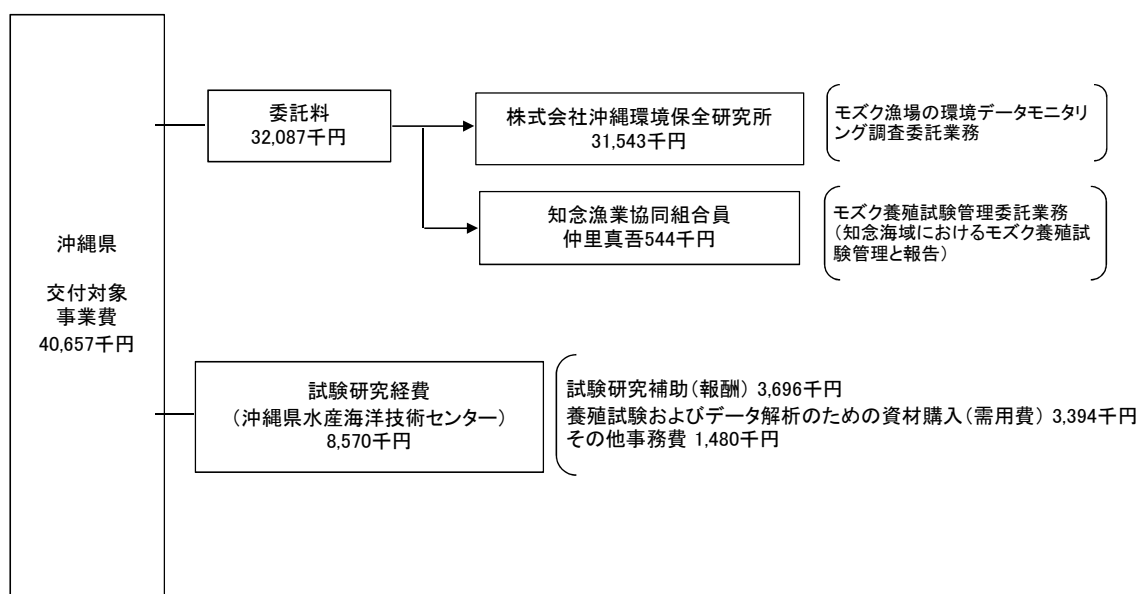 沖縄県
交付対象
事業費
40,657千円
委託料
32,087千円
株式会社沖縄環境保全研究所
31,543千円
モズク漁場の環境データモニタリ
ング調査委託業務
知念漁業協同組合員
仲里真吾544千円
モズク養殖試験管理委託業務
(知念海域におけるモズク養殖試
験管理と報告)
試験研究経費
(沖縄県水産海洋技術センター)
8,570千円
試験研究補助(報酬) 3,696千円
養殖試験およびデータ解析のための資材購入(需用費) 3,394千円
その他事務費 1,480千円